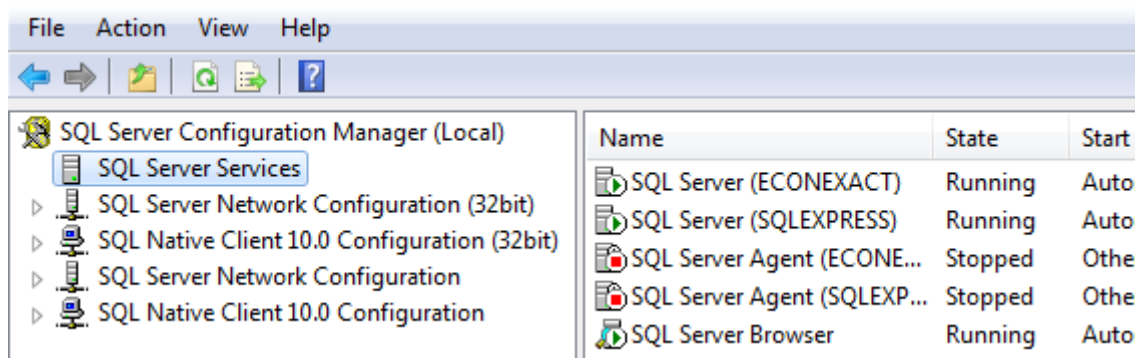 File Action View Help
SQL Server Configuration Manager (Local)
SQL Server Services
SQL Server Network Configuration (32bit)
SQL Native Client 10.0 Configuration (32bit)
SQL Server Network Configuration
SQL Native Client 10.0 Configuration
Name State Start
SQL Server (ECONEXACT) Running Auto
SQL Server (SQLEXPRESS) Running Auto
SQL Server Agent (ECONE... Stopped Othe
SQL Server Agent (SQLEXP... Stopped Othe
SQL Server Browser Running Auto